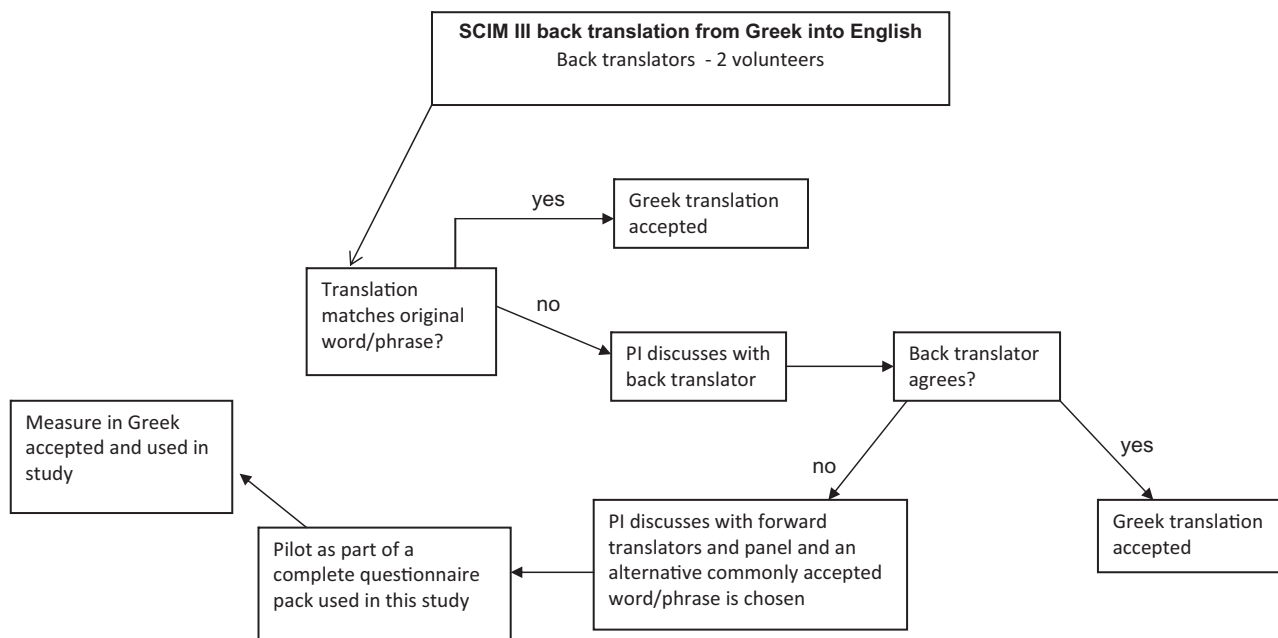 SCIM III back translation from Greek into English
Back translators - 2 volunteers
yes
Greek translation
accepted
Translation
matches original
word/phrase?
no
PI discusses with
back translator
Back translator
agrees?
Measure in Greek
accepted and used in
study
no
yes
PI discusses with forward
translators and panel and an
alternative commonly accepted
word/phrase is chosen
Greek translation
accepted
Pilot as part of a
complete questionnaire
pack used in this study